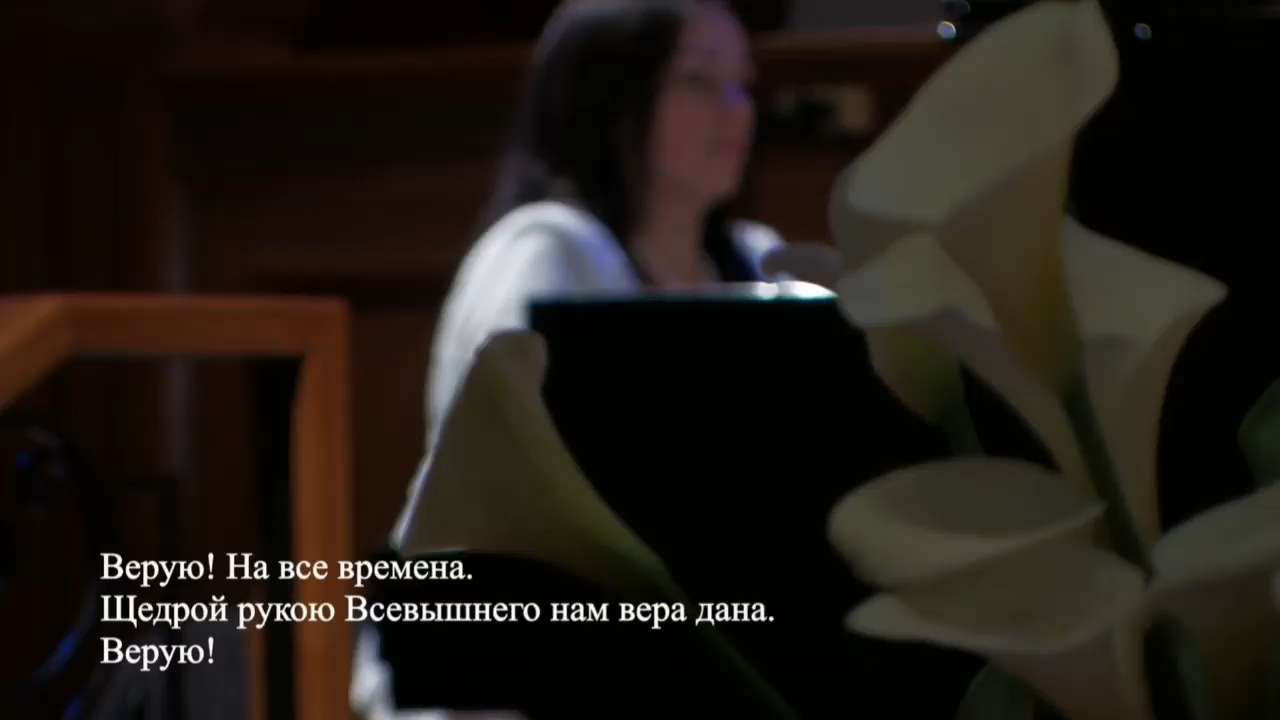 Верую! На все времена.
Щедрой рукою Всевышнего нам вера дана.
Верую!